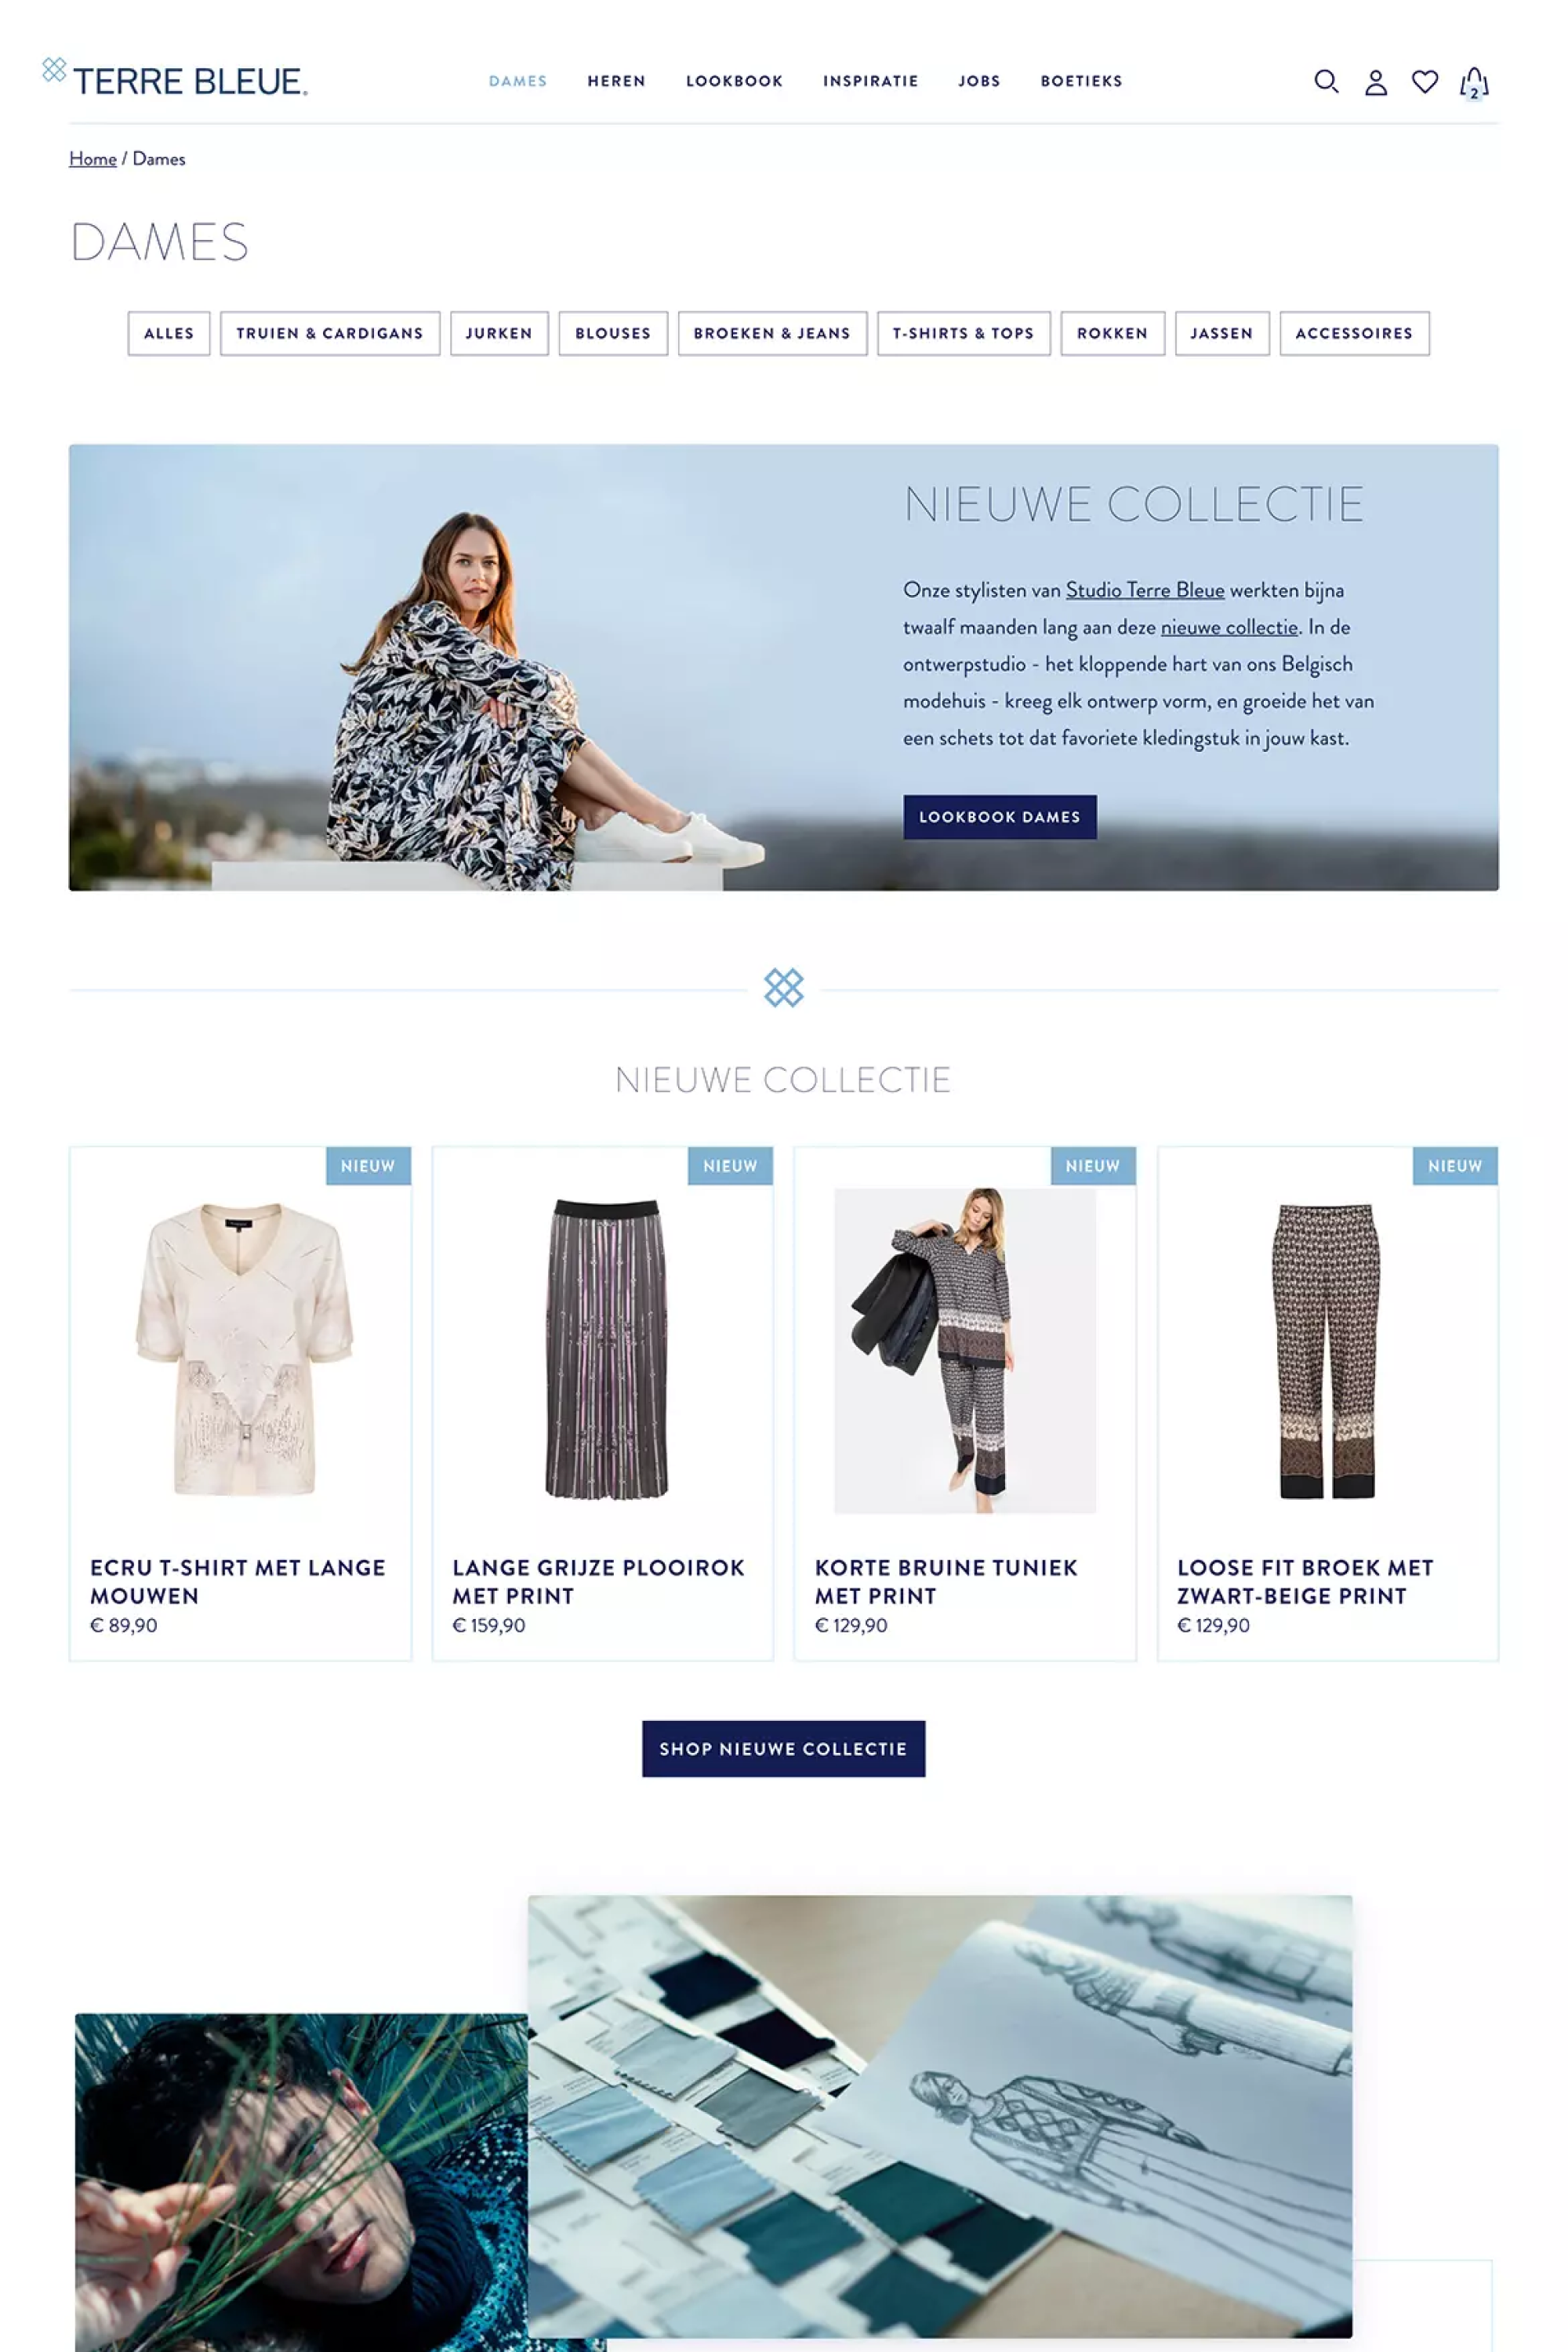 TERRE BLEUE.
DAMES HEREN LOOKBOOK INSPIRATIE JOBS BOETIEKS
2
Home / Dames
DAMES
ALLES TRUIEN & CARDIGANS JURKEN BLOUSES BROEKEN & JEANS T-SHIRTS & TOPS ROKKEN JASSEN ACCESSOIRES
NIEUWE COLLECTIE
Onze stylisten van Studio Terre Bleue werkten bijna
twaalf maanden lang aan deze nieuwe collectie. In de
ontwerpstudio - het kloppende hart van ons Belgisch
modehuis - kreeg elk ontwerp vorm, en groeide het van
een schets tot dat favoriete kledingstuk in jouw kast.
LOOKBOOK DAMES
NIEUWE COLLECTIE
NIEUW
ECRU T-SHIRT MET LANGE
MOUWEN
€ 89,90
NIEUW
LANGE GRIJZE PLOOIROK
MET PRINT
€ 159,90
NIEUW
KORTE BRUINE TUNIEK
MET PRINT
€ 129,90
NIEUW
LOOSE FIT BROEK MET
ZWART-BEIGE PRINT
€ 129,90
SHOP NIEUWE COLLECTIE